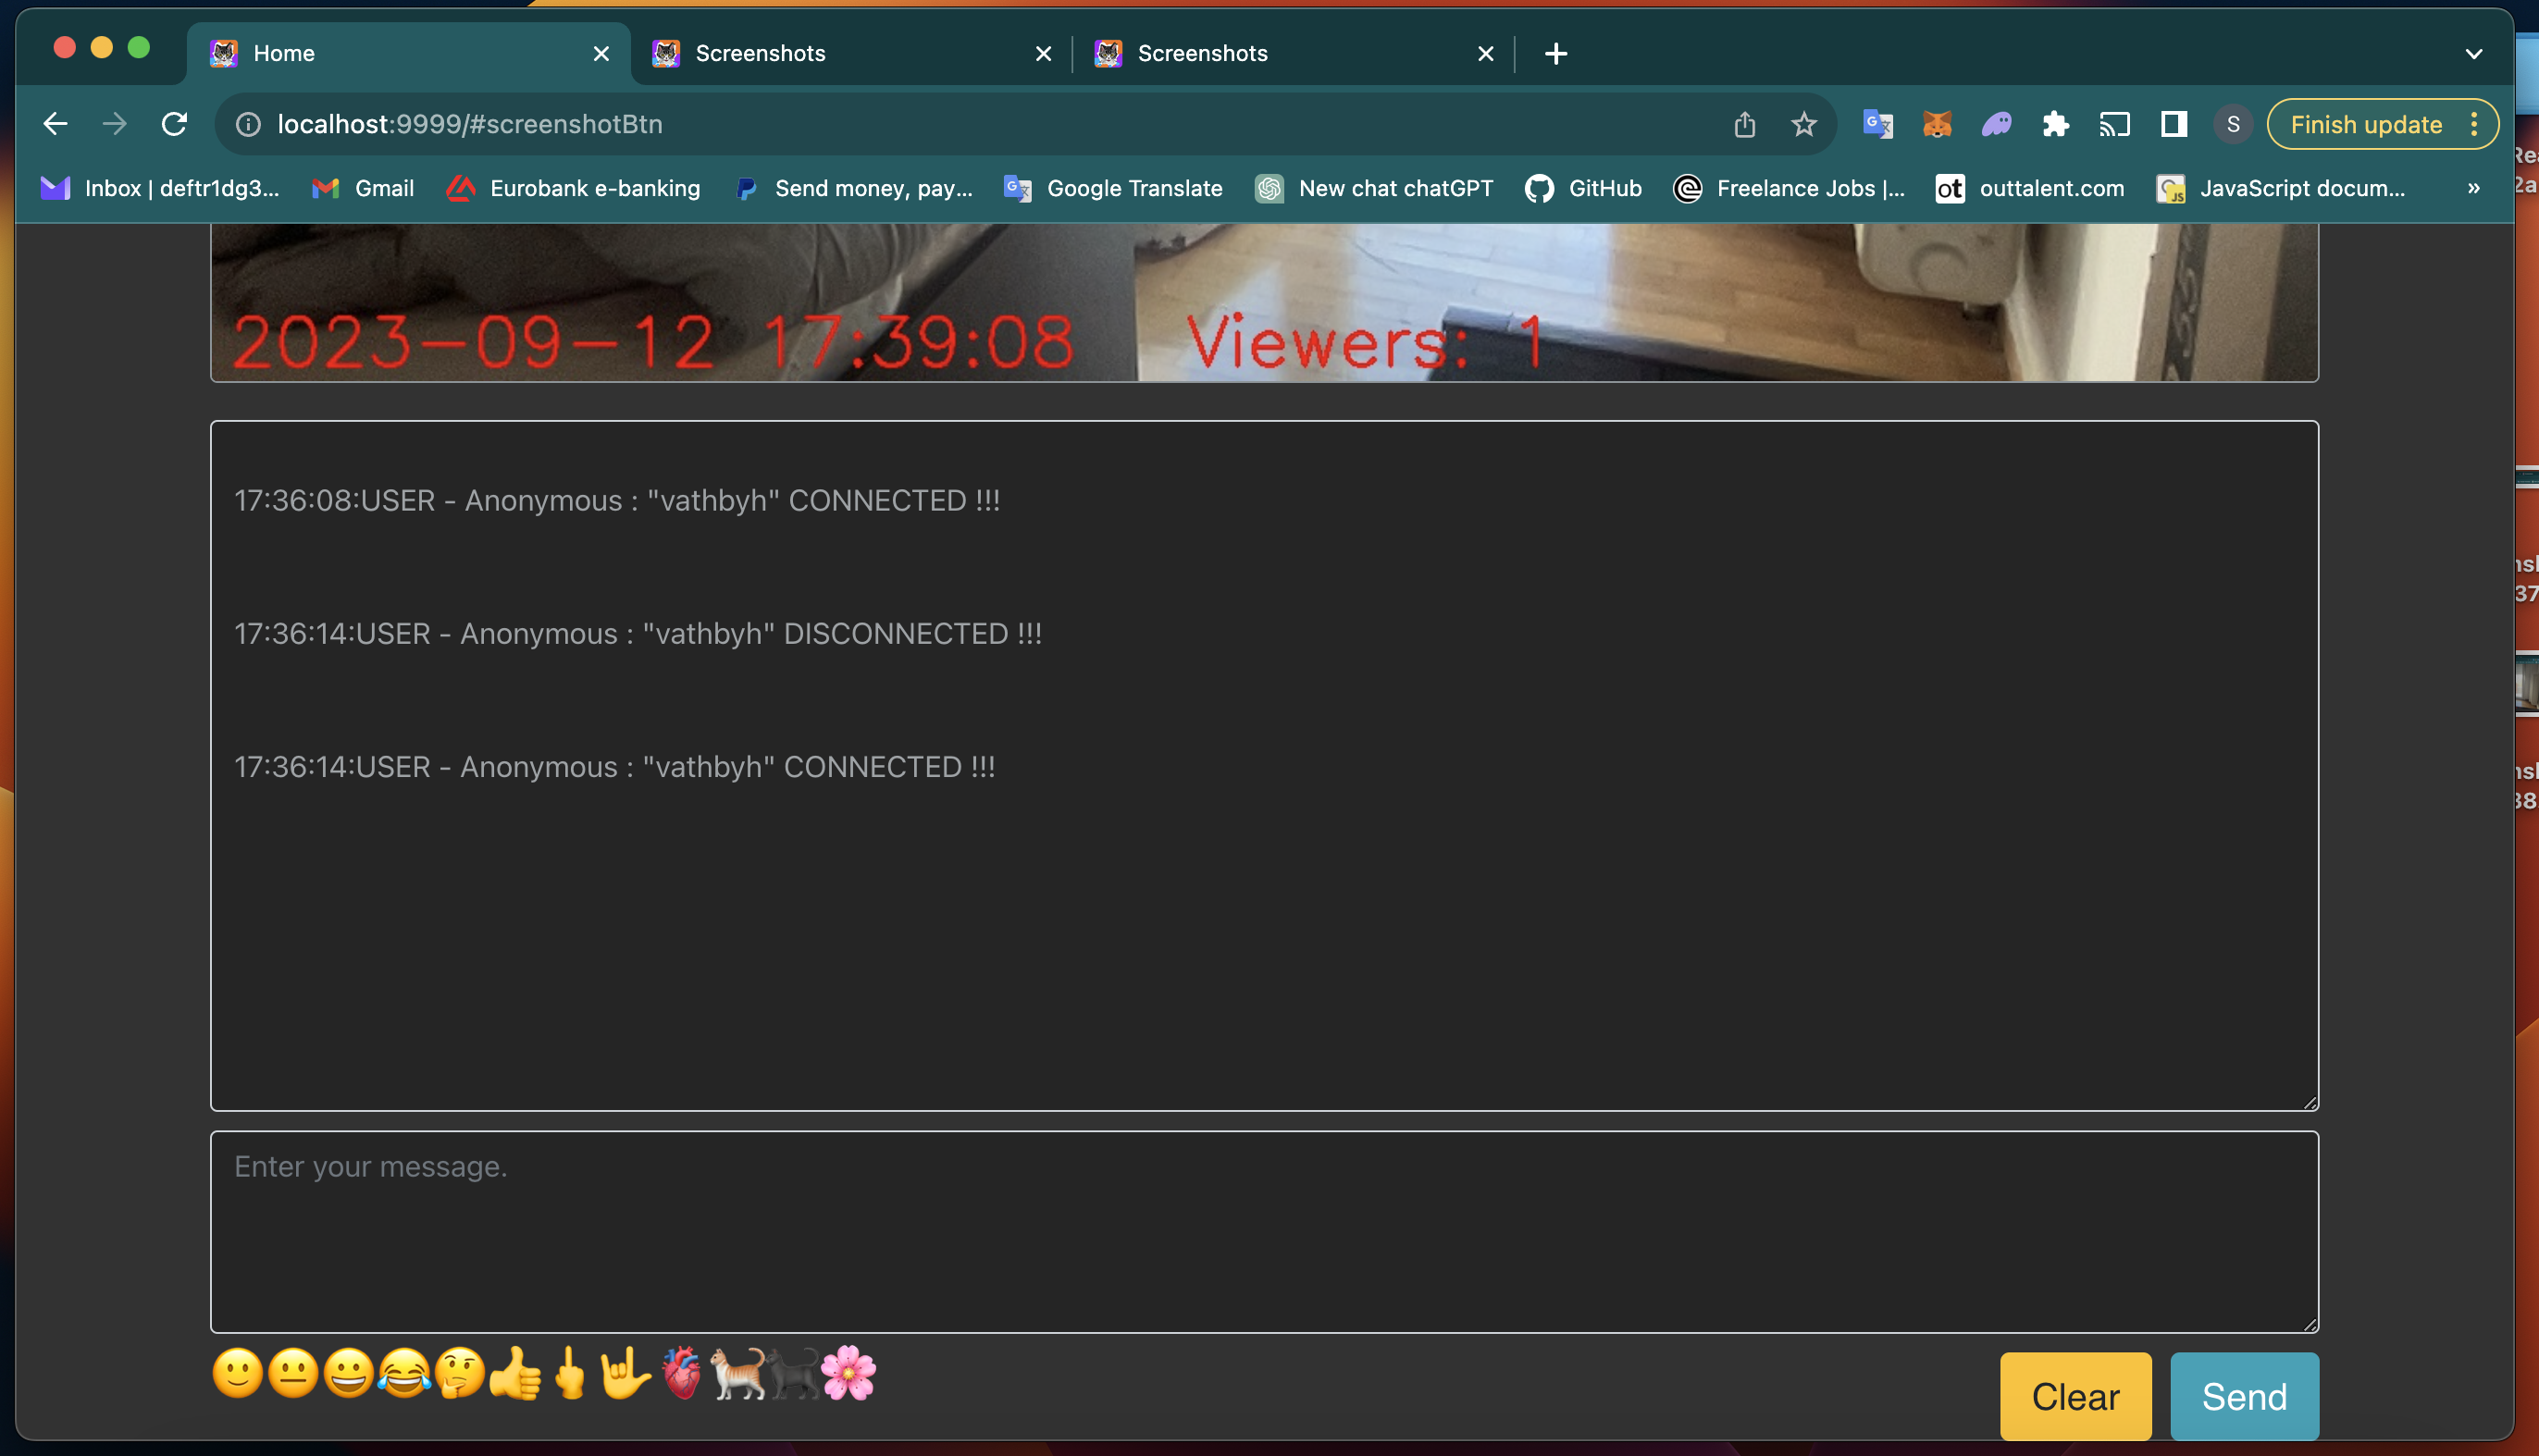 Home
Screenshots
Screenshots
localhost:9999/#screenshotBtn
S
Finish update
Inbox | deftr1dg3...
Gmail
Eurobank e-banking
Send money, pay...
Google Translate
New chat chatGPT
GitHub
Freelance Jobs |...
ot
outtalent.com
JavaScript docum...
»
2023-09-12 17:39:08
Viewers: 1
17:36:08:USER - Anonymous : "vathbyh" CONNECTED !!!
17:36:14:USER - Anonymous : "vathbyh" DISCONNECTED !!!
17:36:14:USER - Anonymous : "vathbyh" CONNECTED !!!
Enter your message.
Clear
Send